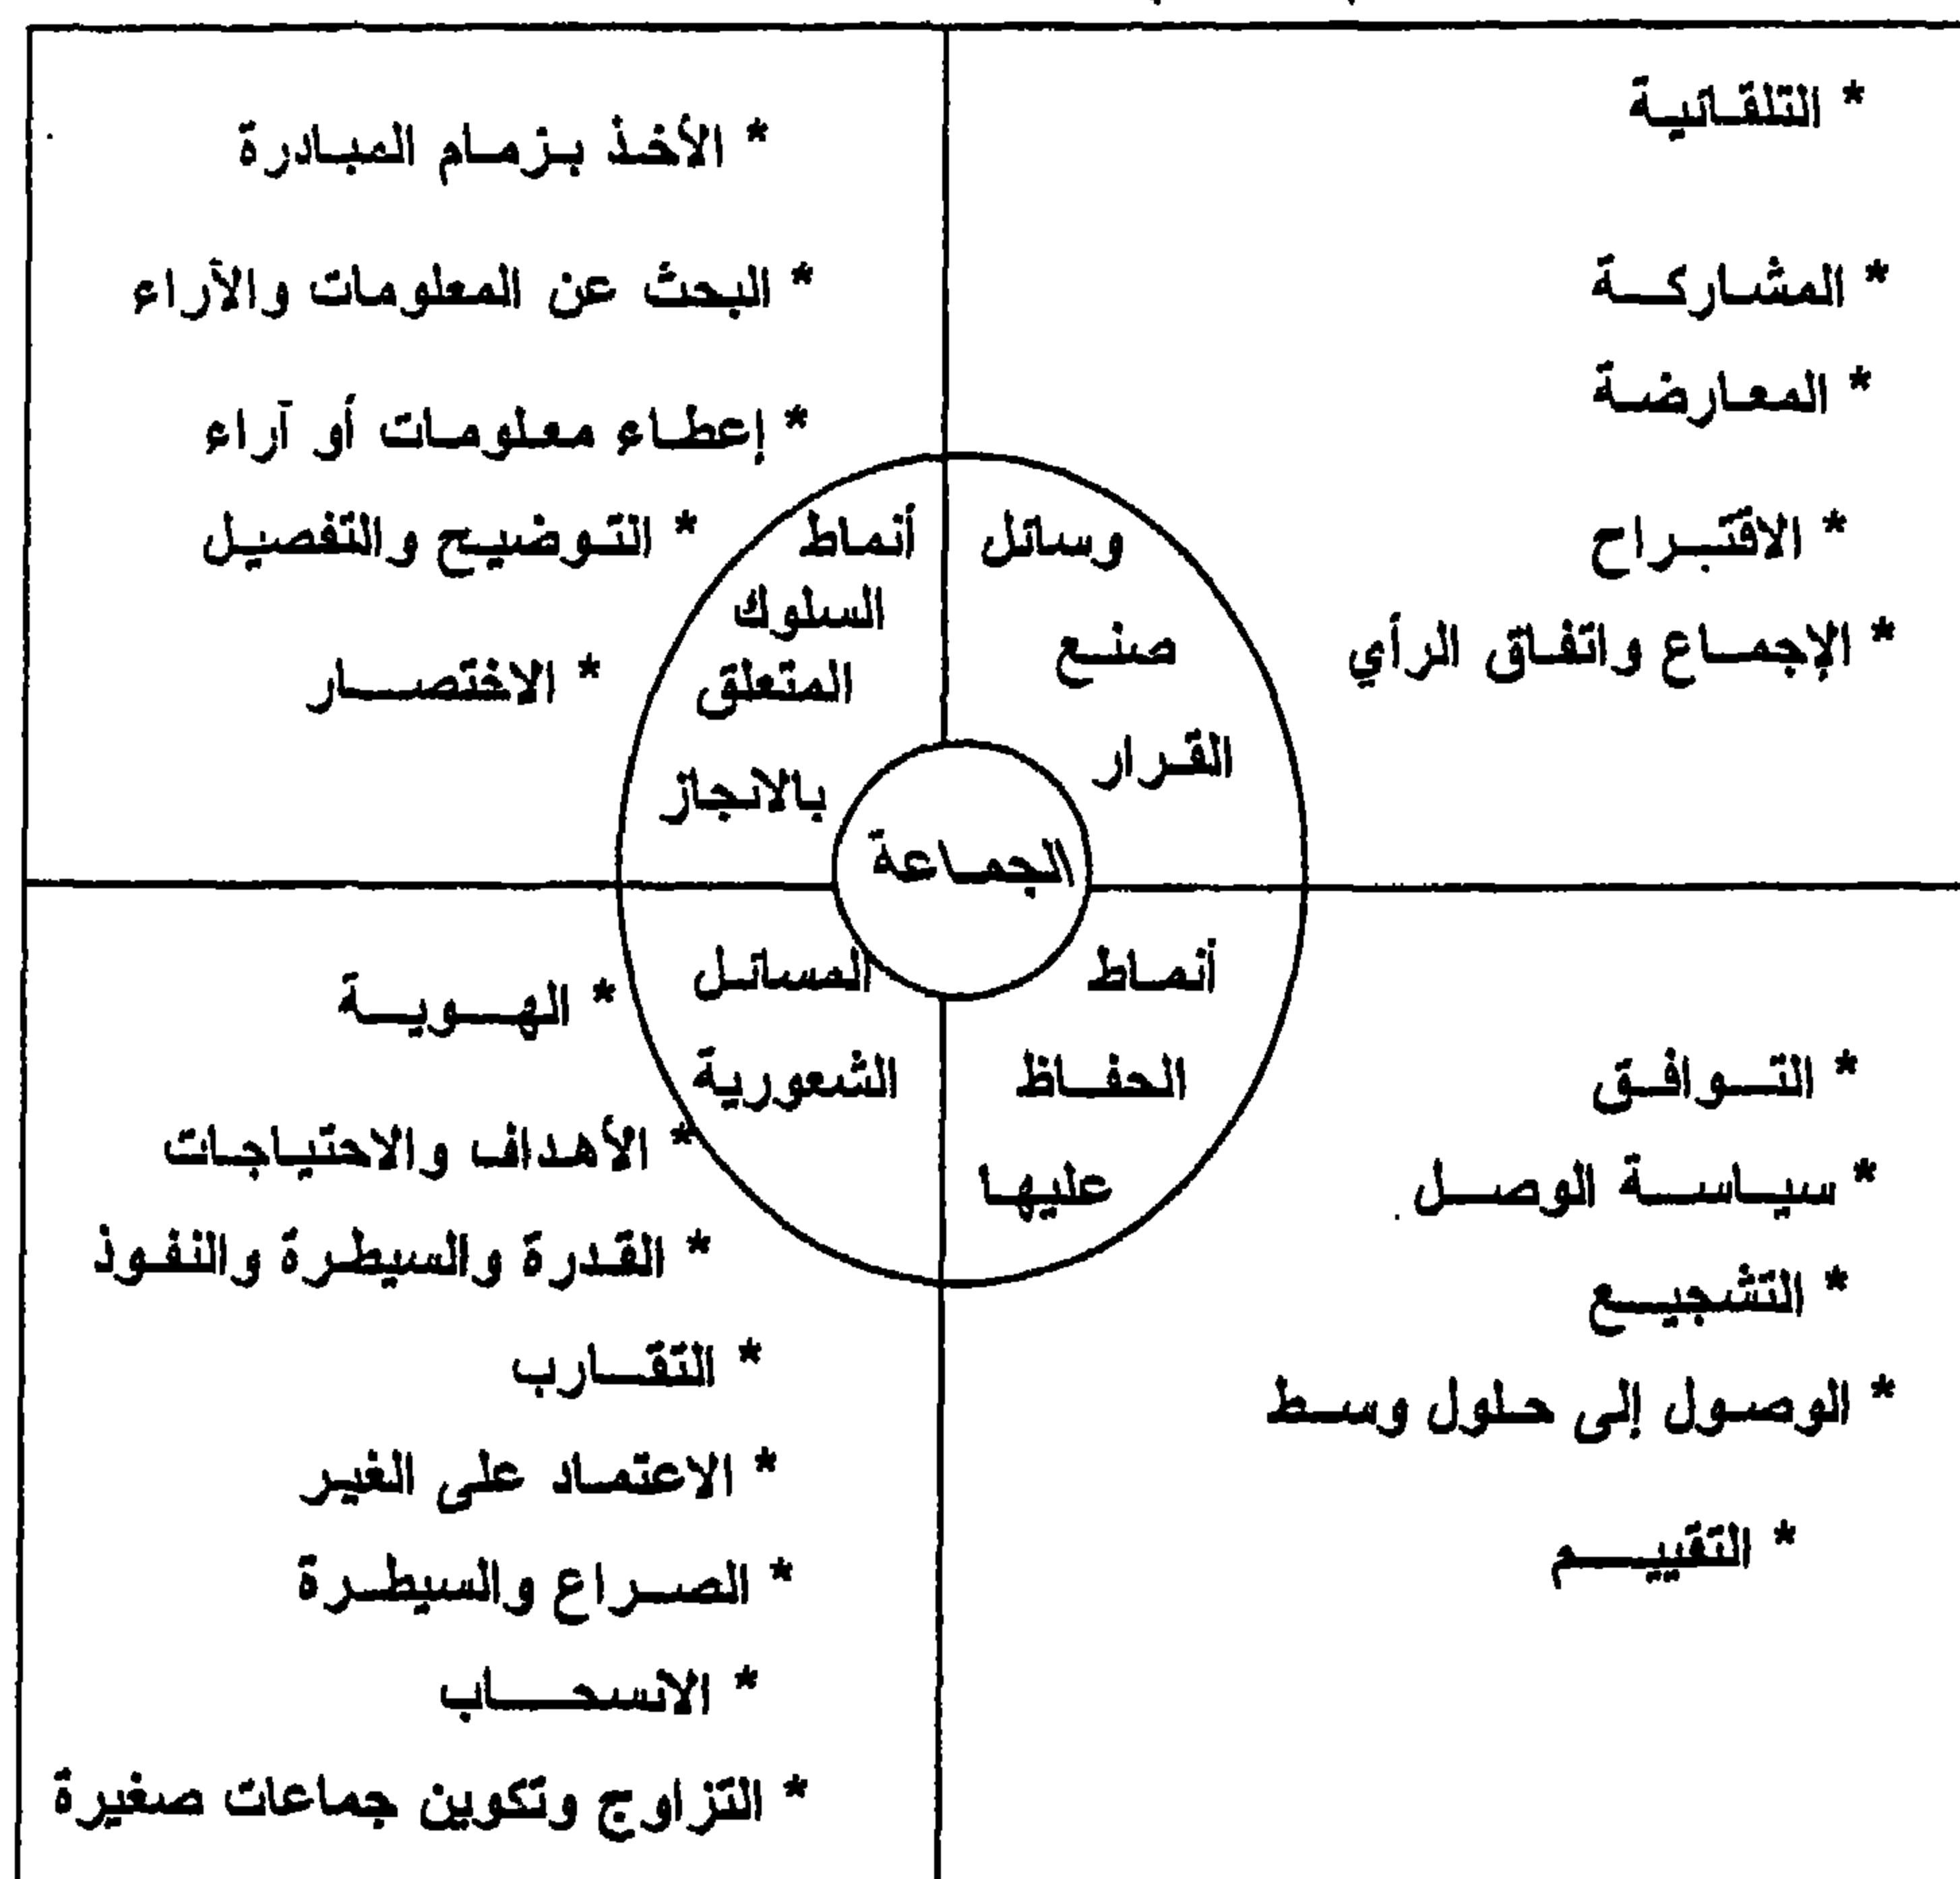 * التلقائية
* المشاركة
* المعارضة
* الاقتراح
* الإجماع واتفاق الرأي
وسائل
صنع
القرار
* الأخذ بزمام المبادرة
* البحث عن المعلومات والآراء
* إعطاء معلومات أو آراء
* التوضيح والتفصيل
* الاختصار
أنماط
السلوك
المتعلق
بالانجاز
الجماعة
أنماط
الحفاظ
عليها
* التوافق
* سياسة الوصل
* التشجيع
* الوصول إلى حلول وسط
* التقييم
المسائل
الشعورية
* الهوية
* الأهداف والاحتياجات
* القدرة والسيطرة والنفوذ
* التقارب
* الاعتماد على الغير
* الصراع والسيطرة
* الانسحاب
* التزاوج وتكوين جماعات صغيرة